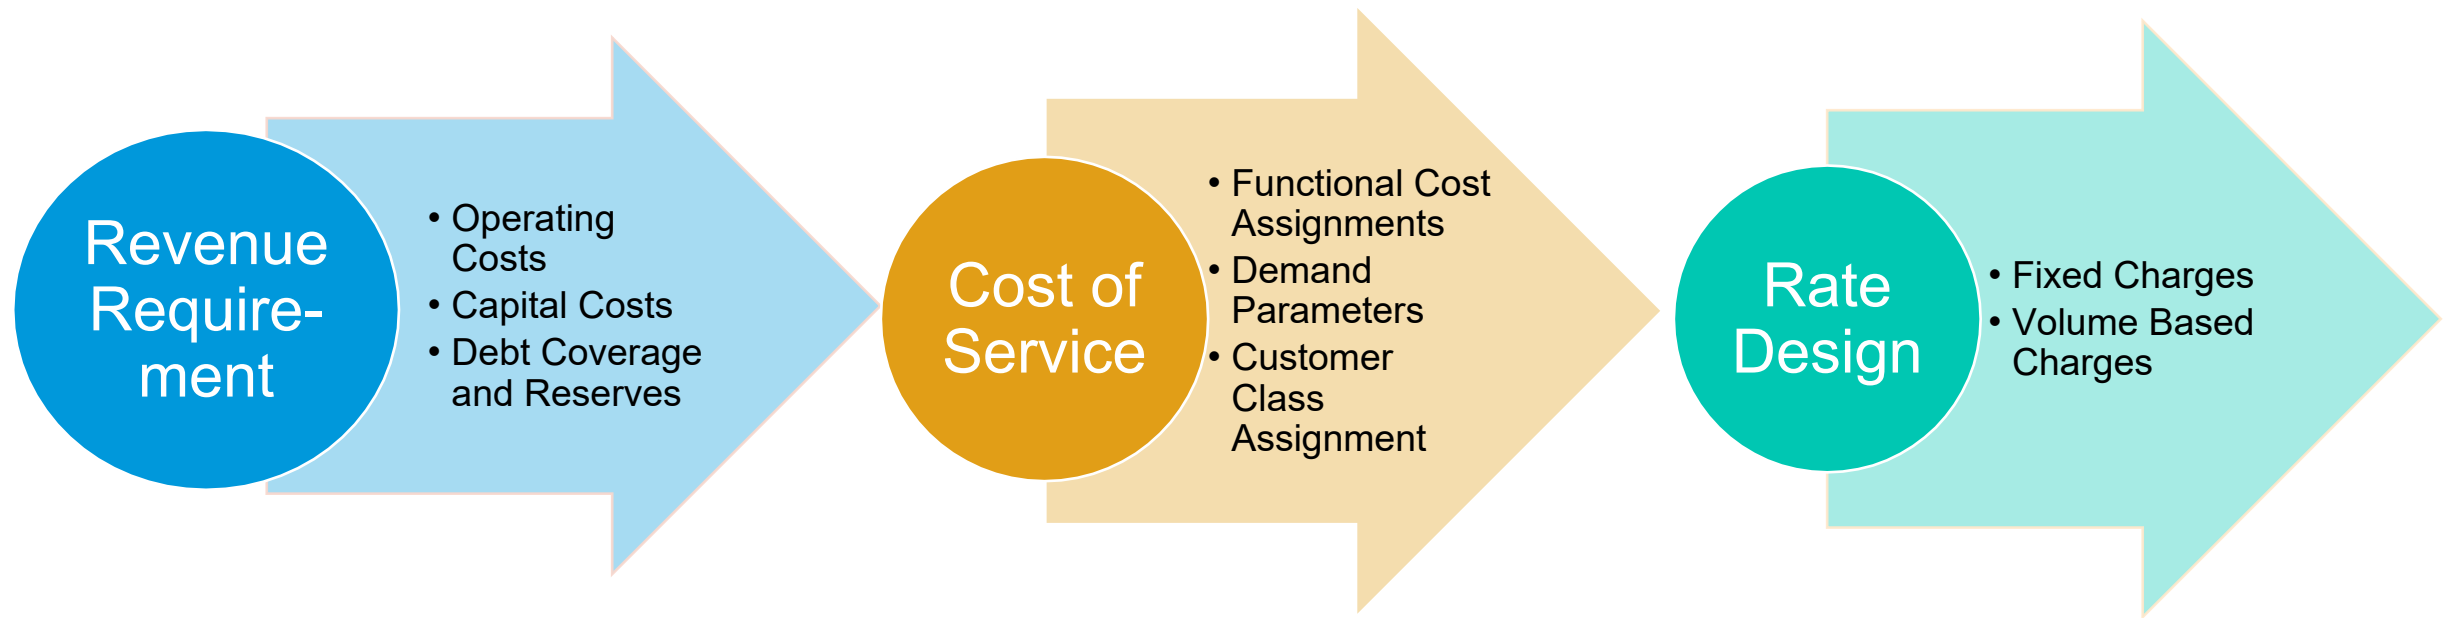 Revenue
Require-
ment
• Operating
Costs
• Capital Costs
• Debt Coverage
and Reserves
Cost of
Service
• Functional Cost
Assignments
• Demand
Parameters
• Customer
Class
Assignment
Rate
Design
• Fixed Charges
• Volume Based
Charges